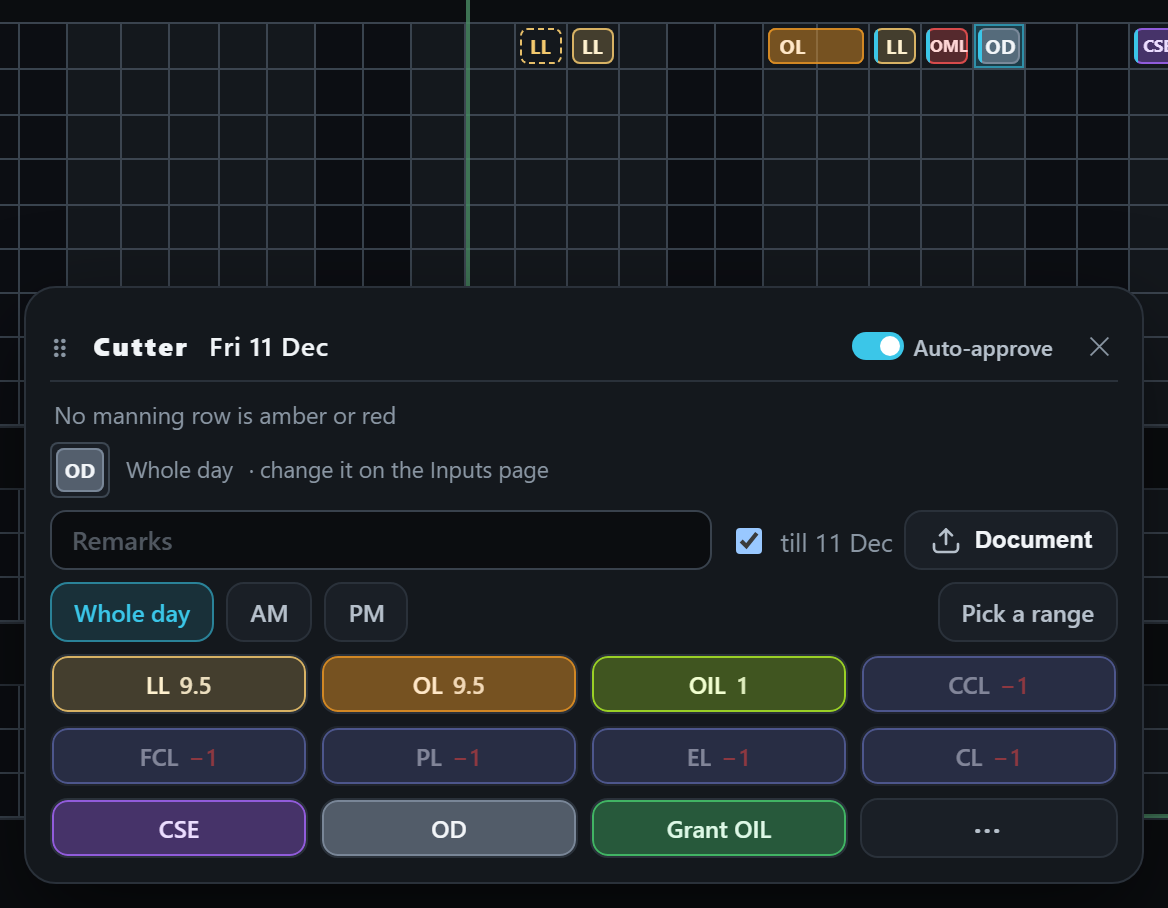 LL LL OL LL OML OD CSE
Cutter Fri 11 Dec Auto-approve
No manning row is amber or red
OD Whole day · change it on the Inputs page
Remarks till 11 Dec Document
Whole day AM PM Pick a range
LL 9.5 OL 9.5 OIL 1 CCL −1
FCL −1 PL −1 EL −1 CL −1
CSE OD Grant OIL ...